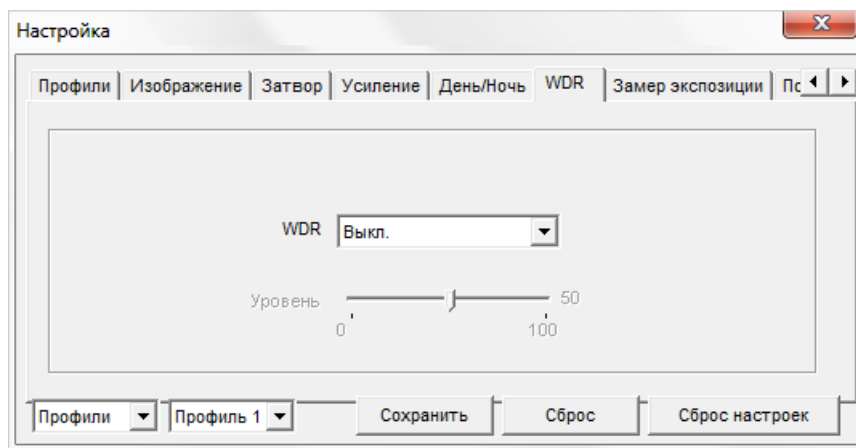 Настройка
Профили Изображение Затвор Усиление День/Ночь WDR Замер экспозиции
WDR Выкл.
Уровень 50
0 100
Профили Профиль 1 Сохранить Сброс Сброс настроек